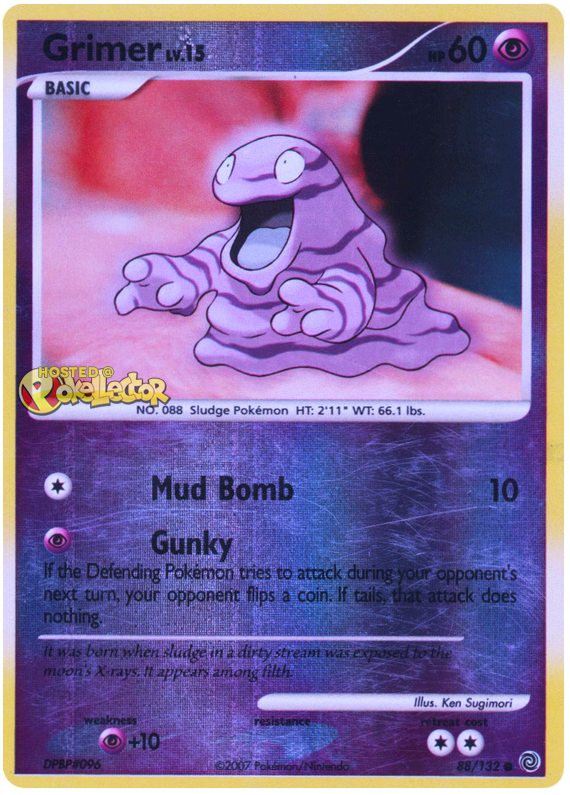 Grimer LV.15 HP 60
BASIC
HOSTED @
Pokellector
NO. 088 Sludge Pokémon HT: 2'11" WT: 66.1 lbs.
Mud Bomb 10
Gunky
If the Defending Pokémon tries to attack during your opponent's
next turn, your opponent flips a coin. If tails, that attack does
nothing.
It was born when sludge in a dirty stream was exposed to the
moon's X-rays. It appears among filth.
Illus. Ken Sugimori
weakness resistance retreat cost
+10
DPBP#096 ©2007 Pokémon/Nintendo 88/132